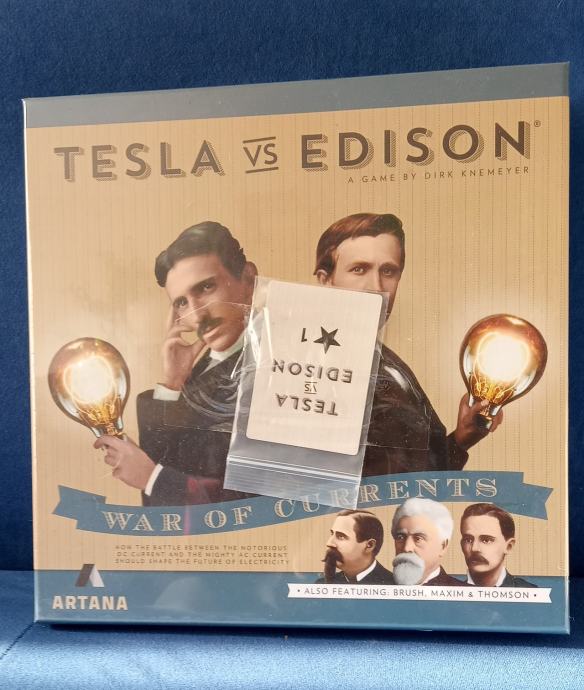 TESLA VS EDISON®
A GAME BY DIRK KNEMEYER
TESLA
VS
EDISON
★ 1
WAR OF CURRENTS
HOW THE BATTLE BETWEEN THE NOTORIOUS
DC CURRENT AND THE MIGHTY AC CURRENT
SHOULD SHAPE THE FUTURE OF ELECTRICITY
ARTANA
• ALSO FEATURING: BRUSH, MAXIM & THOMSON •